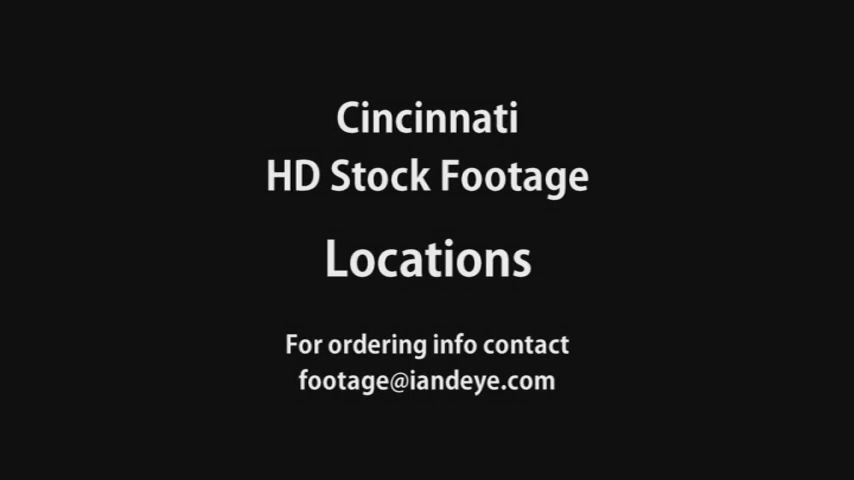 Cincinnati
HD Stock Footage
Locations
For ordering info contact
footage@iandeye.com